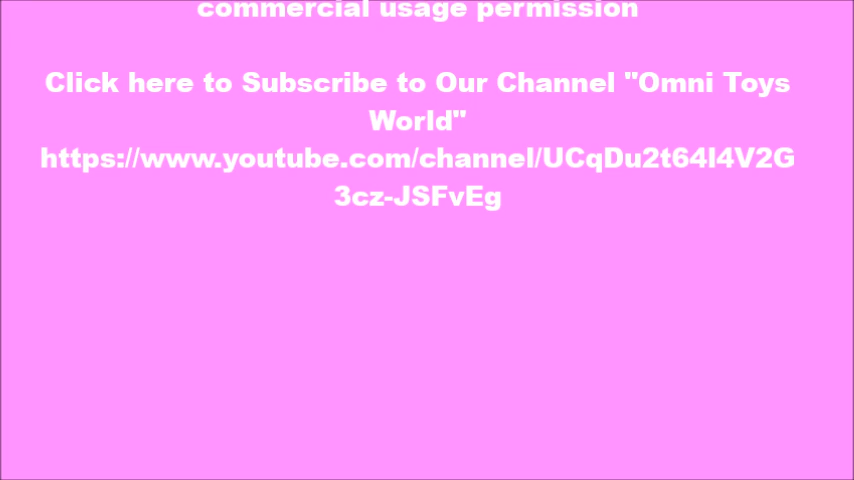 commercial usage permission
Click here to Subscribe to Our Channel "Omni Toys
World"
https://www.youtube.com/channel/UCqDu2t64l4V2G
3cz-JSFvEg